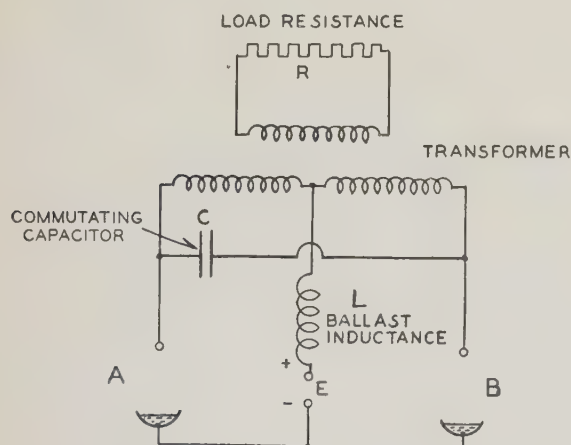 LOAD RESISTANCE
R
TRANSFORMER
COMMUTATING
CAPACITOR
C
L
BALLAST
INDUCTANCE
+
A
E
B
-